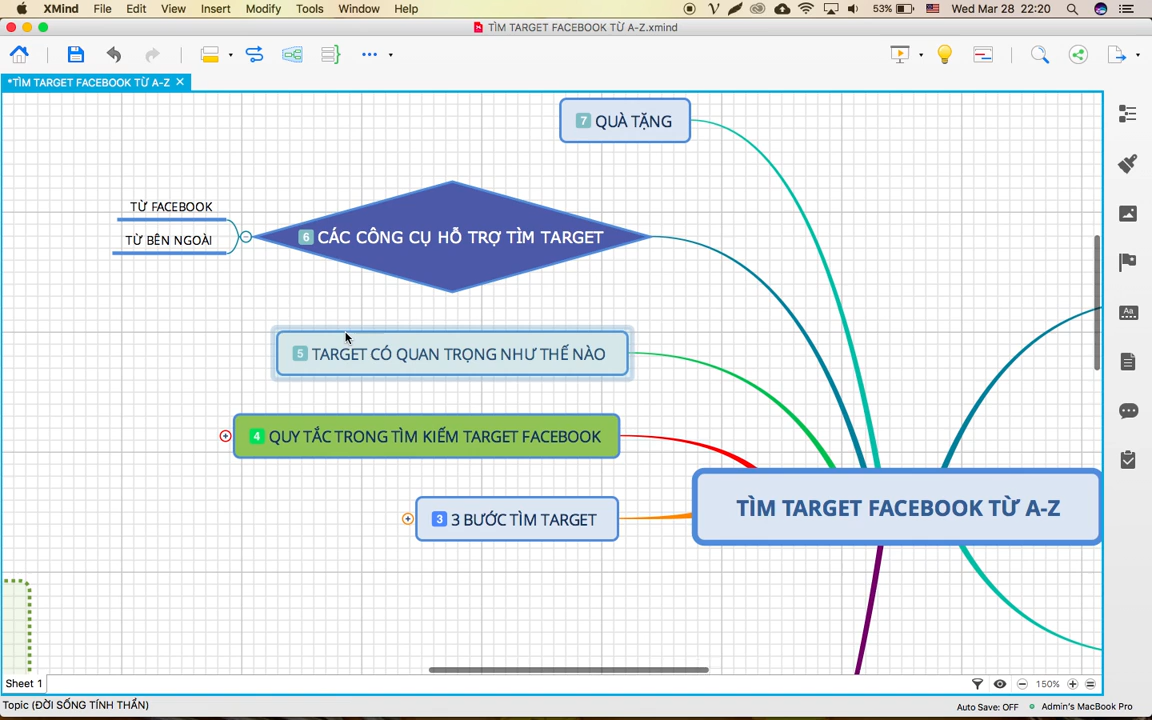 XMind File Edit View Insert Modify Tools Window Help 53% Wed Mar 28 22:20
TÌM TARGET FACEBOOK TỪ A-Z.xmind
*TÌM TARGET FACEBOOK TỪ A-Z
7 QUÀ TẶNG
TỪ FACEBOOK
TỪ BÊN NGOÀI
6 CÁC CÔNG CỤ HỖ TRỢ TÌM TARGET
5 TARGET CÓ QUAN TRỌNG NHƯ THẾ NÀO
4 QUY TẮC TRONG TÌM KIẾM TARGET FACEBOOK
TÌM TARGET FACEBOOK TỪ A-Z
3 3 BƯỚC TÌM TARGET
Aa
Sheet 1
150%
Topic (ĐỜI SỐNG TÍNH THẦN)
Auto Save: OFF
Admin's MacBook Pro